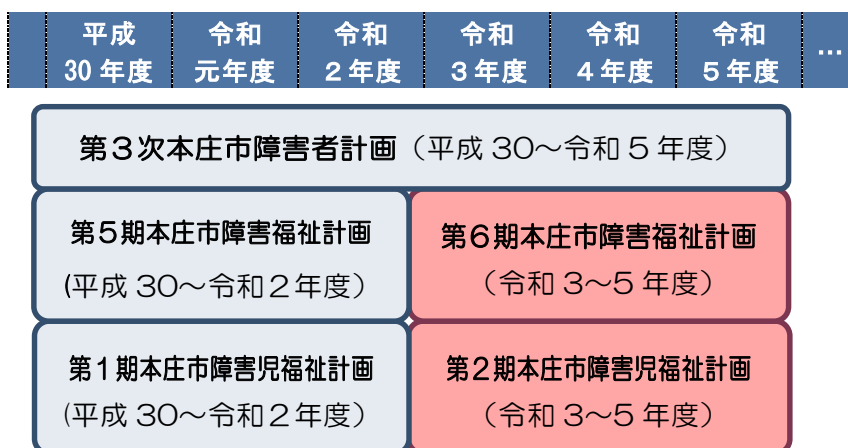 平成 令和 令和 令和 令和 令和 …
30年度 元年度 2年度 3年度 4年度 5年度
第3次本庄市障害者計画（平成30～令和5年度）
第5期本庄市障害福祉計画
(平成30～令和2年度）
第6期本庄市障害福祉計画
（令和3～5年度）
第1期本庄市障害児福祉計画
(平成30～令和2年度）
第2期本庄市障害児福祉計画
（令和3～5年度）